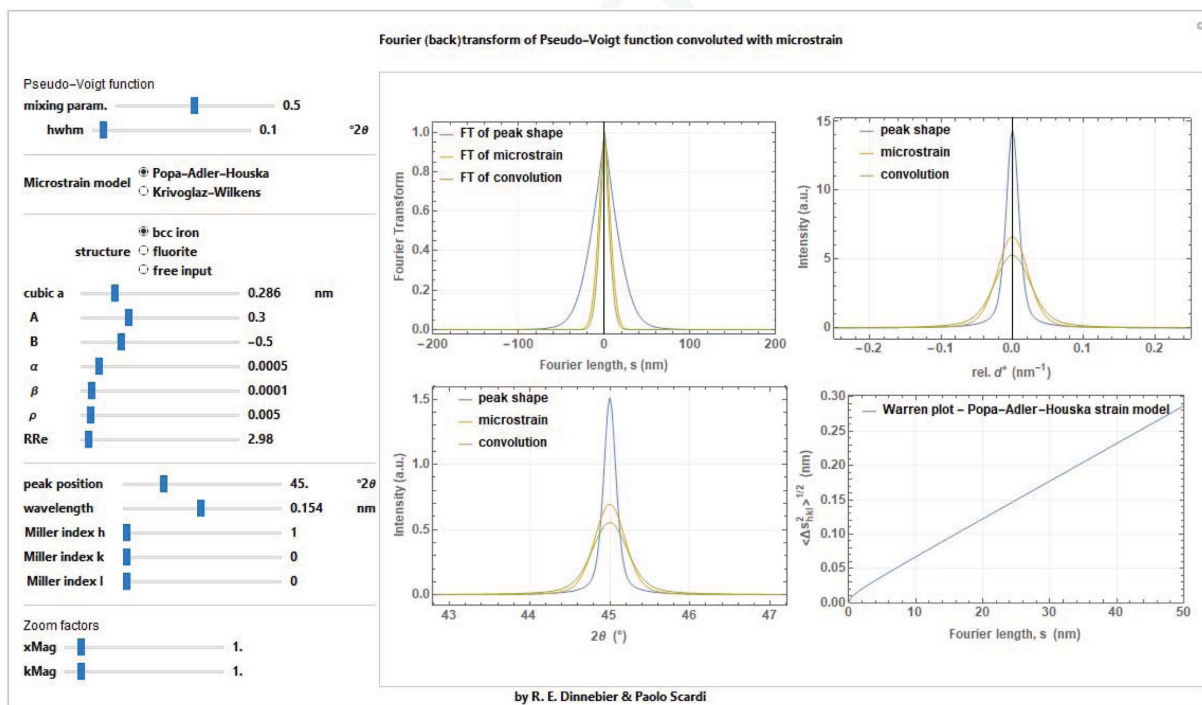 Fourier (back)transform of Pseudo-Voigt function convoluted with microstrain
Pseudo-Voigt function
mixing param. 0.5
hwhm 0.1 °2θ
Microstrain model
Popa-Adler-Houska
Krivoglaz-Wilkens
structure
bcc iron
fluorite
free input
cubic a 0.286 nm
A 0.3
B -0.5
α 0.0005
β 0.0001
ρ 0.005
RRe 2.98
peak position 45. °2θ
wavelength 0.154 nm
Miller index h 1
Miller index k 0
Miller index l 0
Zoom factors
xMag 1.
kMag 1.
FT of peak shape
FT of microstrain
FT of convolution
Fourier Transform
1.0
0.8
0.6
0.4
0.2
0.0
-200 -100 0 100 200
Fourier length, s (nm)
peak shape
microstrain
convolution
Intensity (a.u.)
15
10
5
0
-0.2 -0.1 0.0 0.1 0.2
rel. d* (nm⁻¹)
peak shape
microstrain
convolution
Intensity (a.u.)
1.5
1.0
0.5
0.0
43 44 45 46 47
2θ (°)
Warren plot - Popa-Adler-Houska strain model
<Δs²hkl>^1/2 (nm)
0.30
0.25
0.20
0.15
0.10
0.05
0.00
0 10 20 30 40 50
Fourier length, s (nm)
by R. E. Dinnebier & Paolo Scardi